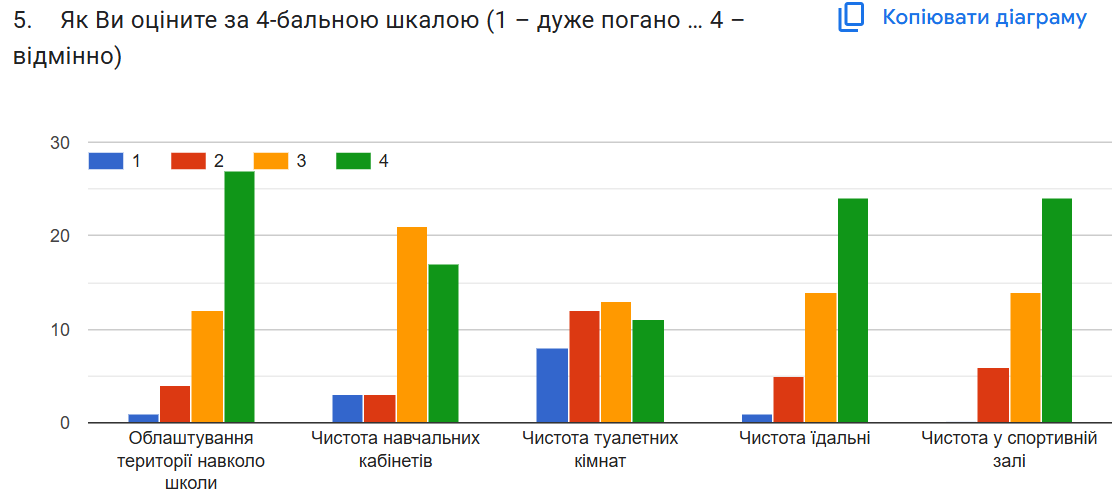 5. Як Ви оціните за 4-бальною шкалою (1 – дуже погано ... 4 –
відмінно)
Копіювати діаграму
30
1 2 3 4
20
10
0
Облаштування
території навколо
школи
Чистота навчальних
кабінетів
Чистота туалетних
кімнат
Чистота їдальні
Чистота у спортивній
залі